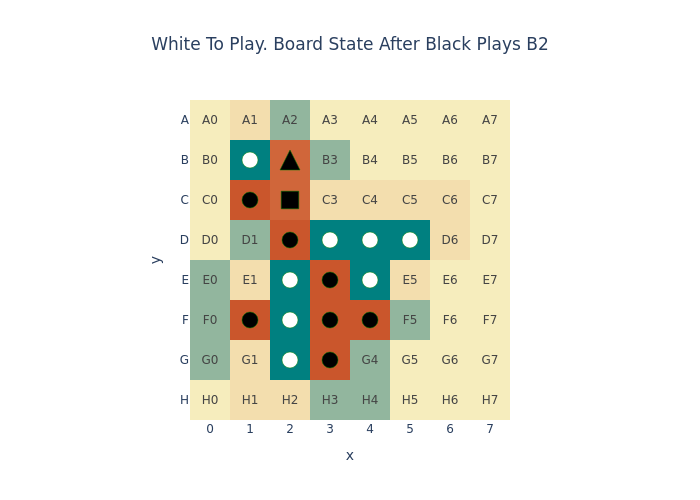 White To Play. Board State After Black Plays B2
A A0 A1 A2 A3 A4 A5 A6 A7
B B0 B3 B4 B5 B6 B7
C C0 C3 C4 C5 C6 C7
D D0 D1 D6 D7
y
E E0 E1 E5 E6 E7
F F0 F5 F6 F7
G G0 G1 G4 G5 G6 G7
H H0 H1 H2 H3 H4 H5 H6 H7
0 1 2 3 4 5 6 7
x